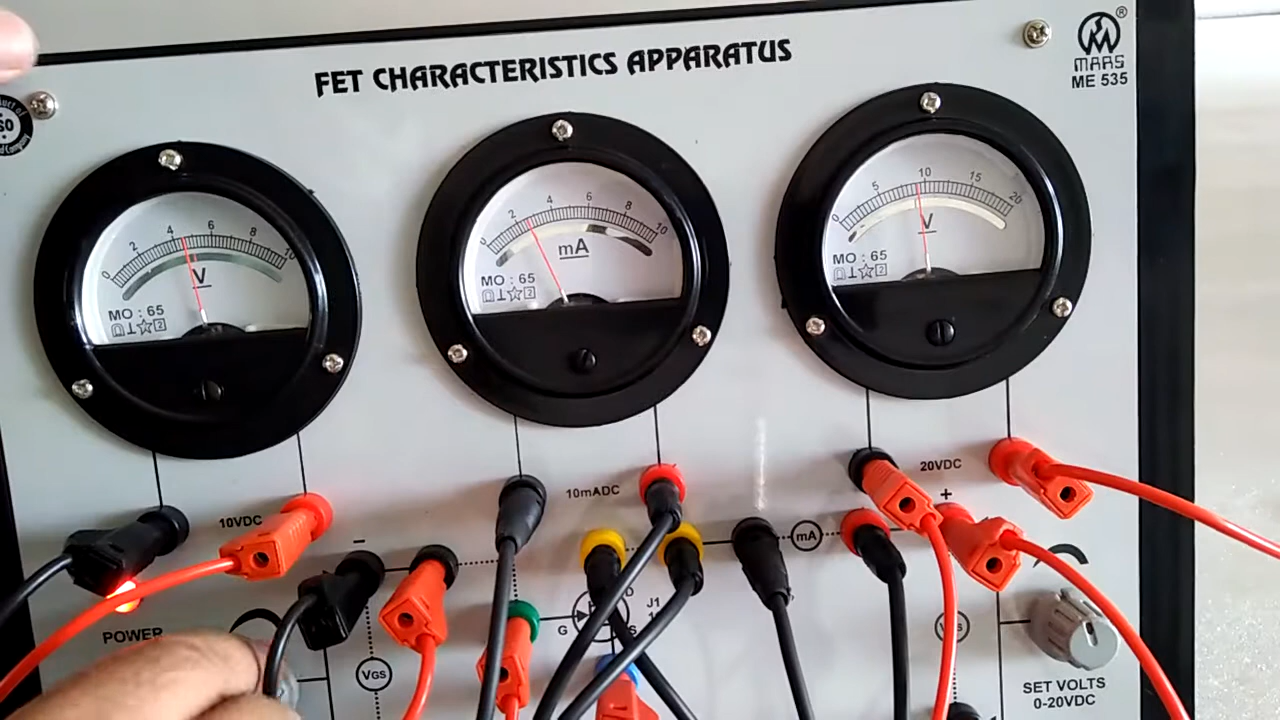 FET CHARACTERISTICS APPARATUS
®
MARS
ME 535
0 2 4 6 8 10
V
MO : 65
0 2 4 6 8 10
mA
MO : 65
0 5 10 15 20
V
MO : 65
10VDC
10mADC
20VDC
+
−
mA
D
G
S
J1
POWER
VGS
SET VOLTS
0-20VDC